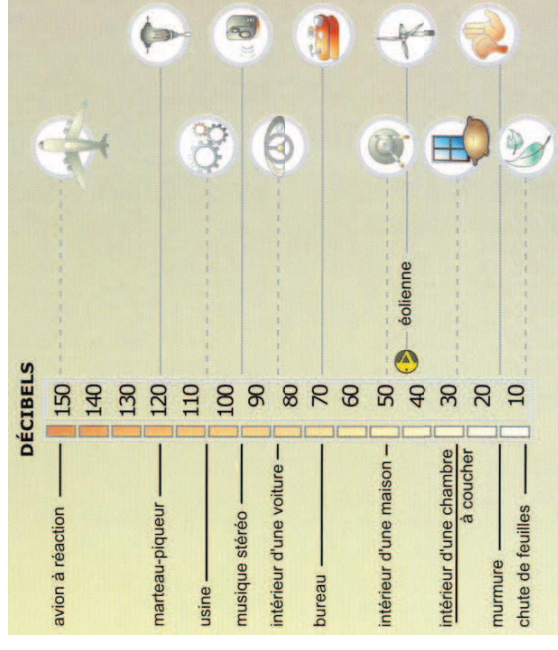 DÉCIBELS
avion à réaction
150
140
130
marteau-piqueur
120
110
usine
musique stéréo
100
90
intérieur d'une voiture
80
bureau
70
60
intérieur d'une maison
50
éolienne
40
intérieur d'une chambre
à coucher
30
20
murmure
chute de feuilles
10